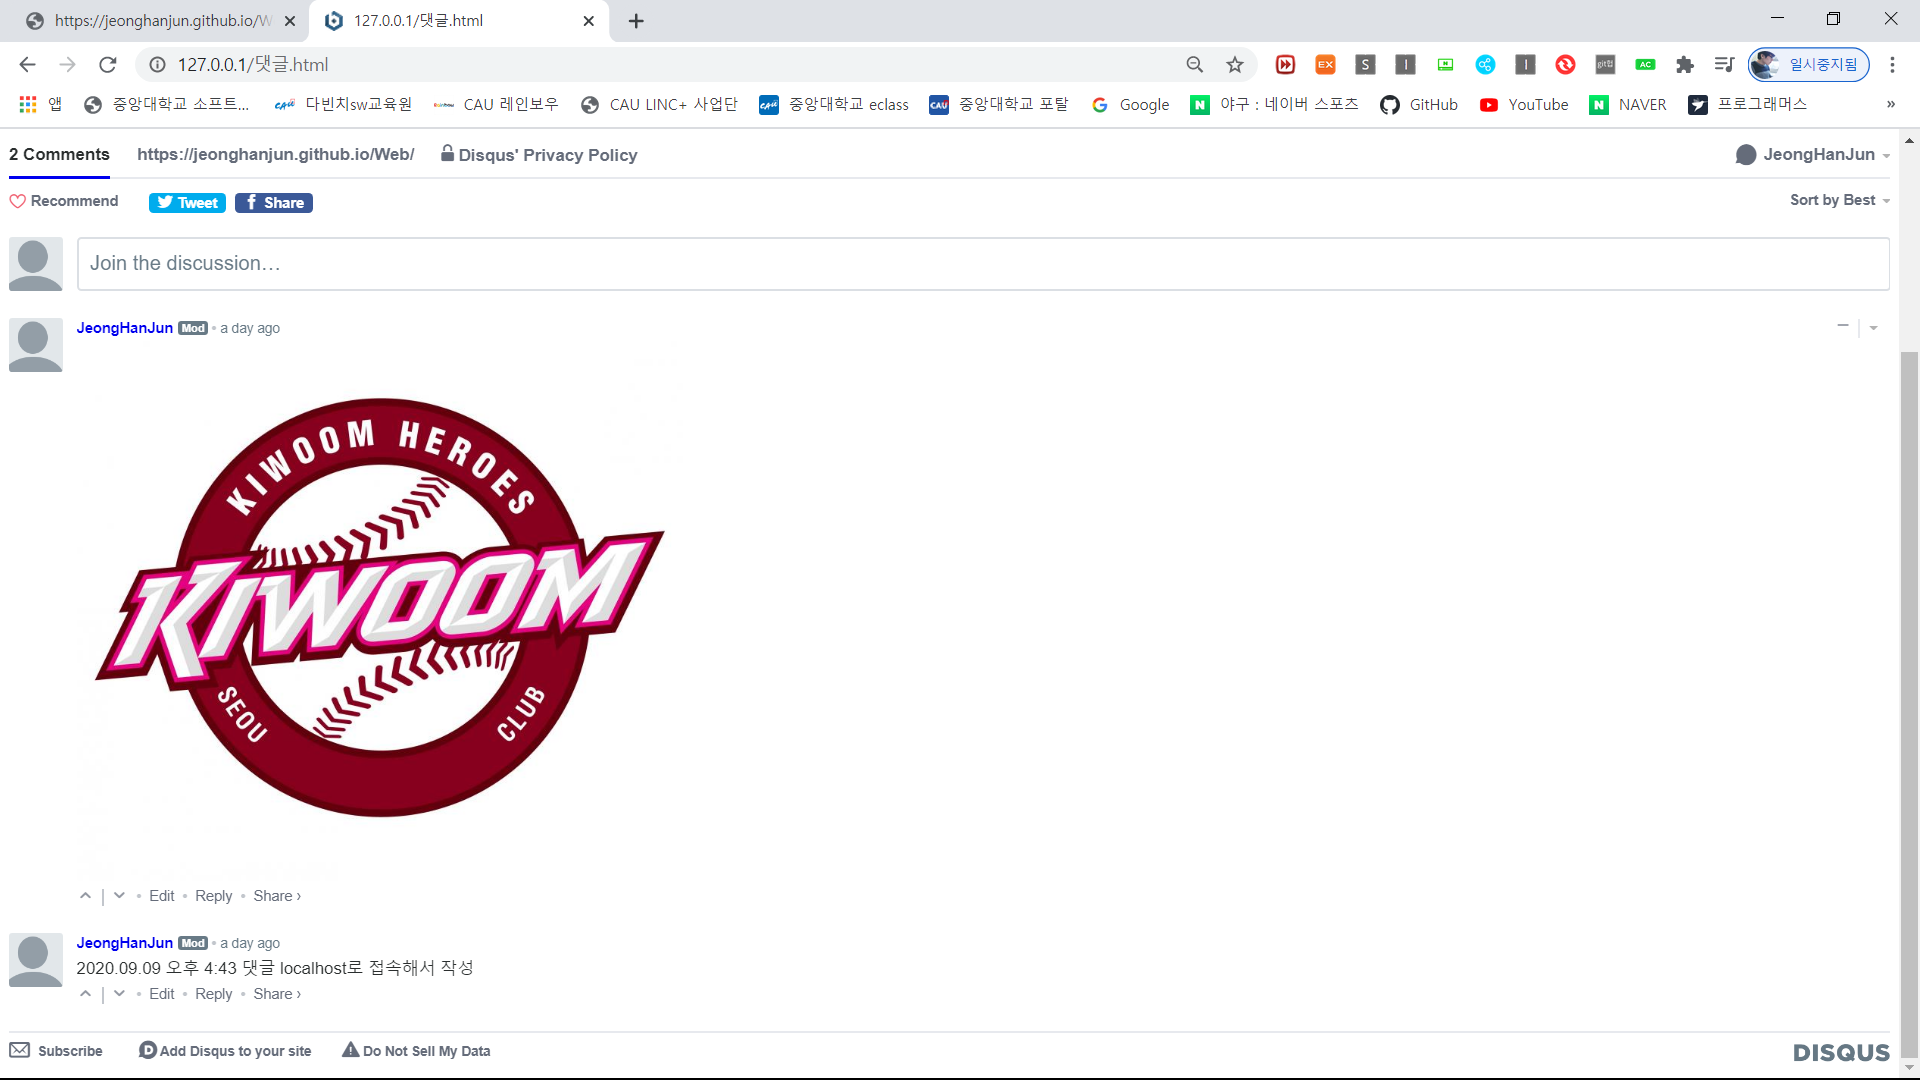 https://jeonghanjun.github.io/W
127.0.0.1/댓글.html
127.0.0.1/댓글.html
EX
S
I
I
git헙
AC
일시중지됨
앱
중앙대학교 소프트...
다빈치sw교육원
CAU 레인보우
CAU LINC+ 사업단
중앙대학교 eclass
중앙대학교 포탈
Google
야구 : 네이버 스포츠
GitHub
YouTube
NAVER
프로그래머스
»
2 Comments
https://jeonghanjun.github.io/Web/
Disqus' Privacy Policy
JeongHanJun
Recommend
Tweet
Share
Sort by Best
Join the discussion…
JeongHanJun Mod • a day ago
KIWOOM HEROES
KIWOOM
SEOU CLUB
• Edit • Reply • Share ›
JeongHanJun Mod • a day ago
2020.09.09 오후 4:43 댓글 localhost로 접속해서 작성
• Edit • Reply • Share ›
Subscribe
Add Disqus to your site
Do Not Sell My Data
DISQUS